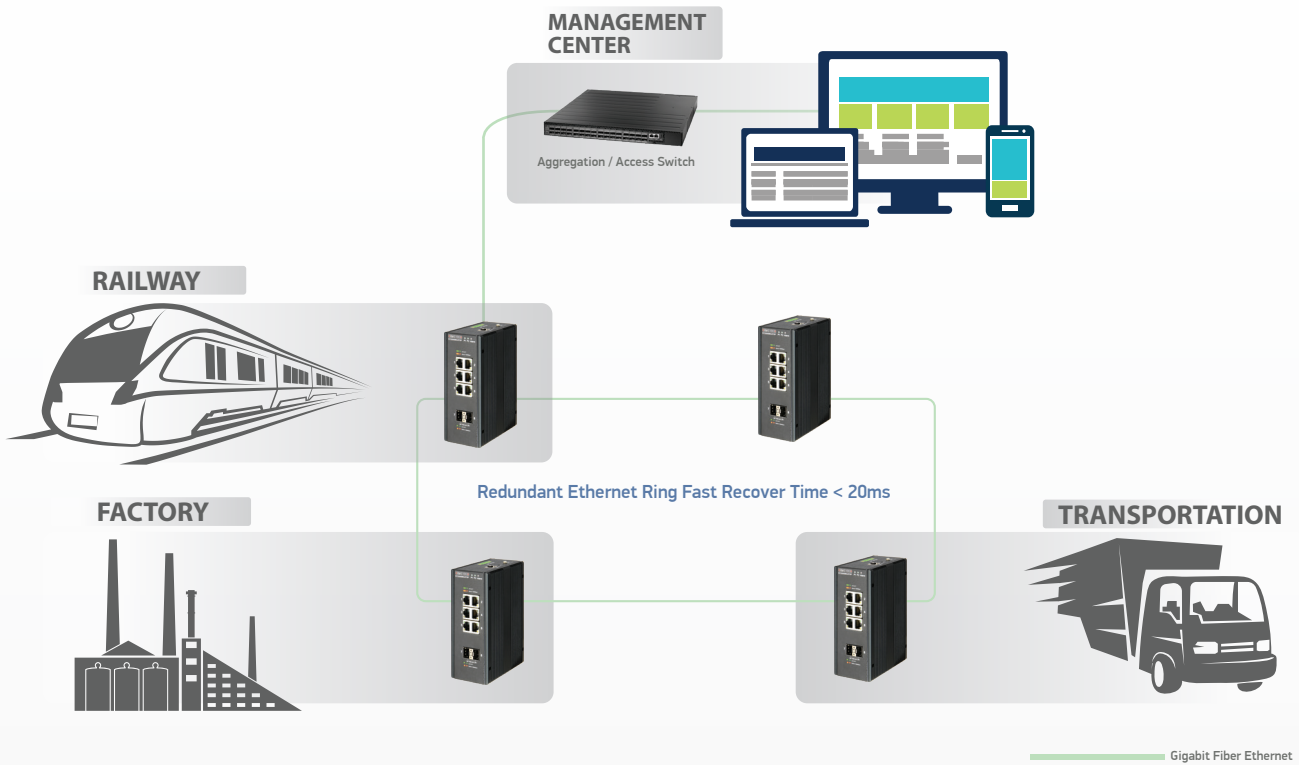 MANAGEMENT
CENTER
Aggregation / Access Switch
RAILWAY
Redundant Ethernet Ring Fast Recover Time < 20ms
FACTORY
TRANSPORTATION
Gigabit Fiber Ethernet